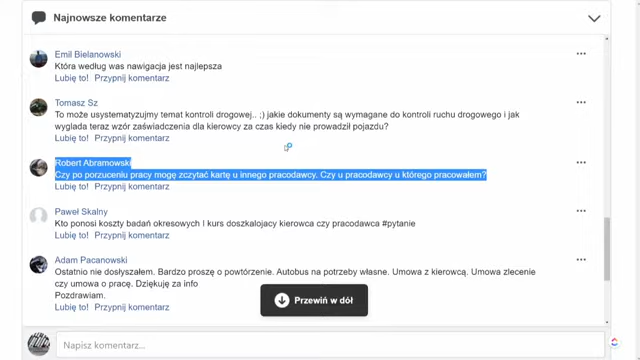 Najnowsze komentarze
Emil Bielanowski
Która według was nawigacja jest najlepsza
Lubię to! Przypnij komentarz
Tomasz Sz
To może usystematyzujmy temat kontroli drogowej.. ;) jakie dokumenty są wymagane do kontroli ruchu drogowego i jak
wyglada teraz wzór zaświadczenia dla kierowcy za czas kiedy nie prowadził pojazdu?
Lubię to! Przypnij komentarz
Robert Abramowski
Czy po porzuceniu pracy mogę zczytać kartę u innego pracodawcy. Czy u pracodawcy u którego pracowałem?
Lubię to! Przypnij komentarz
Paweł Skalny
Kto ponosi koszty badań okresowych I kurs doszkalojacy kierowca czy pracodawca #pytanie
Lubię to! Przypnij komentarz
Adam Pacanowski
Ostatnio nie dosłyszałem. Bardzo proszę o powtórzenie. Autobus na potrzeby własne. Umowa z kierowcą. Umowa zlecenie
czy umowa o pracę. Dziękuję za info
Pozdrawiam.
Lubię to! Przypnij komentarz
Przewiń w dół
Napisz komentarz...